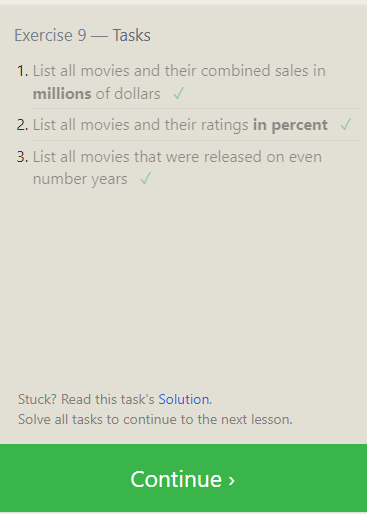 Exercise 9 — Tasks
1. List all movies and their combined sales in
millions of dollars ✓
2. List all movies and their ratings in percent ✓
3. List all movies that were released on even
number years ✓
Stuck? Read this task's Solution.
Solve all tasks to continue to the next lesson.
Continue ›